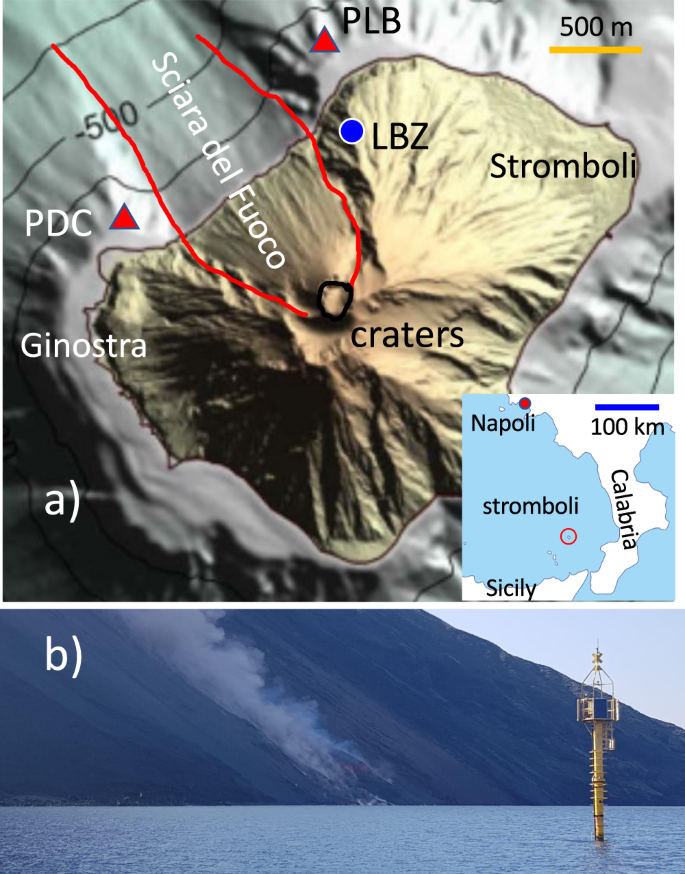 PLB
500 m
Sciara del Fuoco
-500
LBZ
Stromboli
PDC
Ginostra
craters
a)
Napoli
100 km
Calabria
stromboli
Sicily
b)